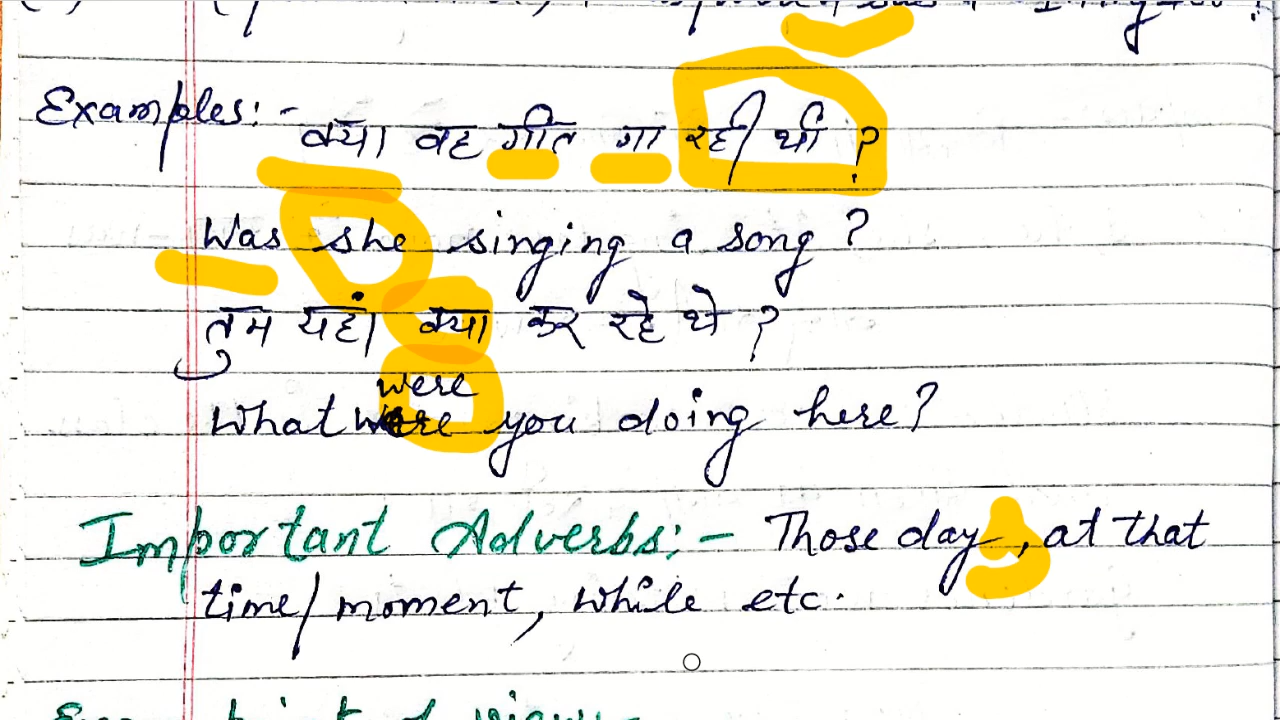 Examples:- क्या वह गीत गा रही थी ?
Was she singing a song ?
तुम यहां क्या कर रहे थे ?
were
What were you doing here?
Important Adverbs:- Those day , at that
time/moment, while etc.